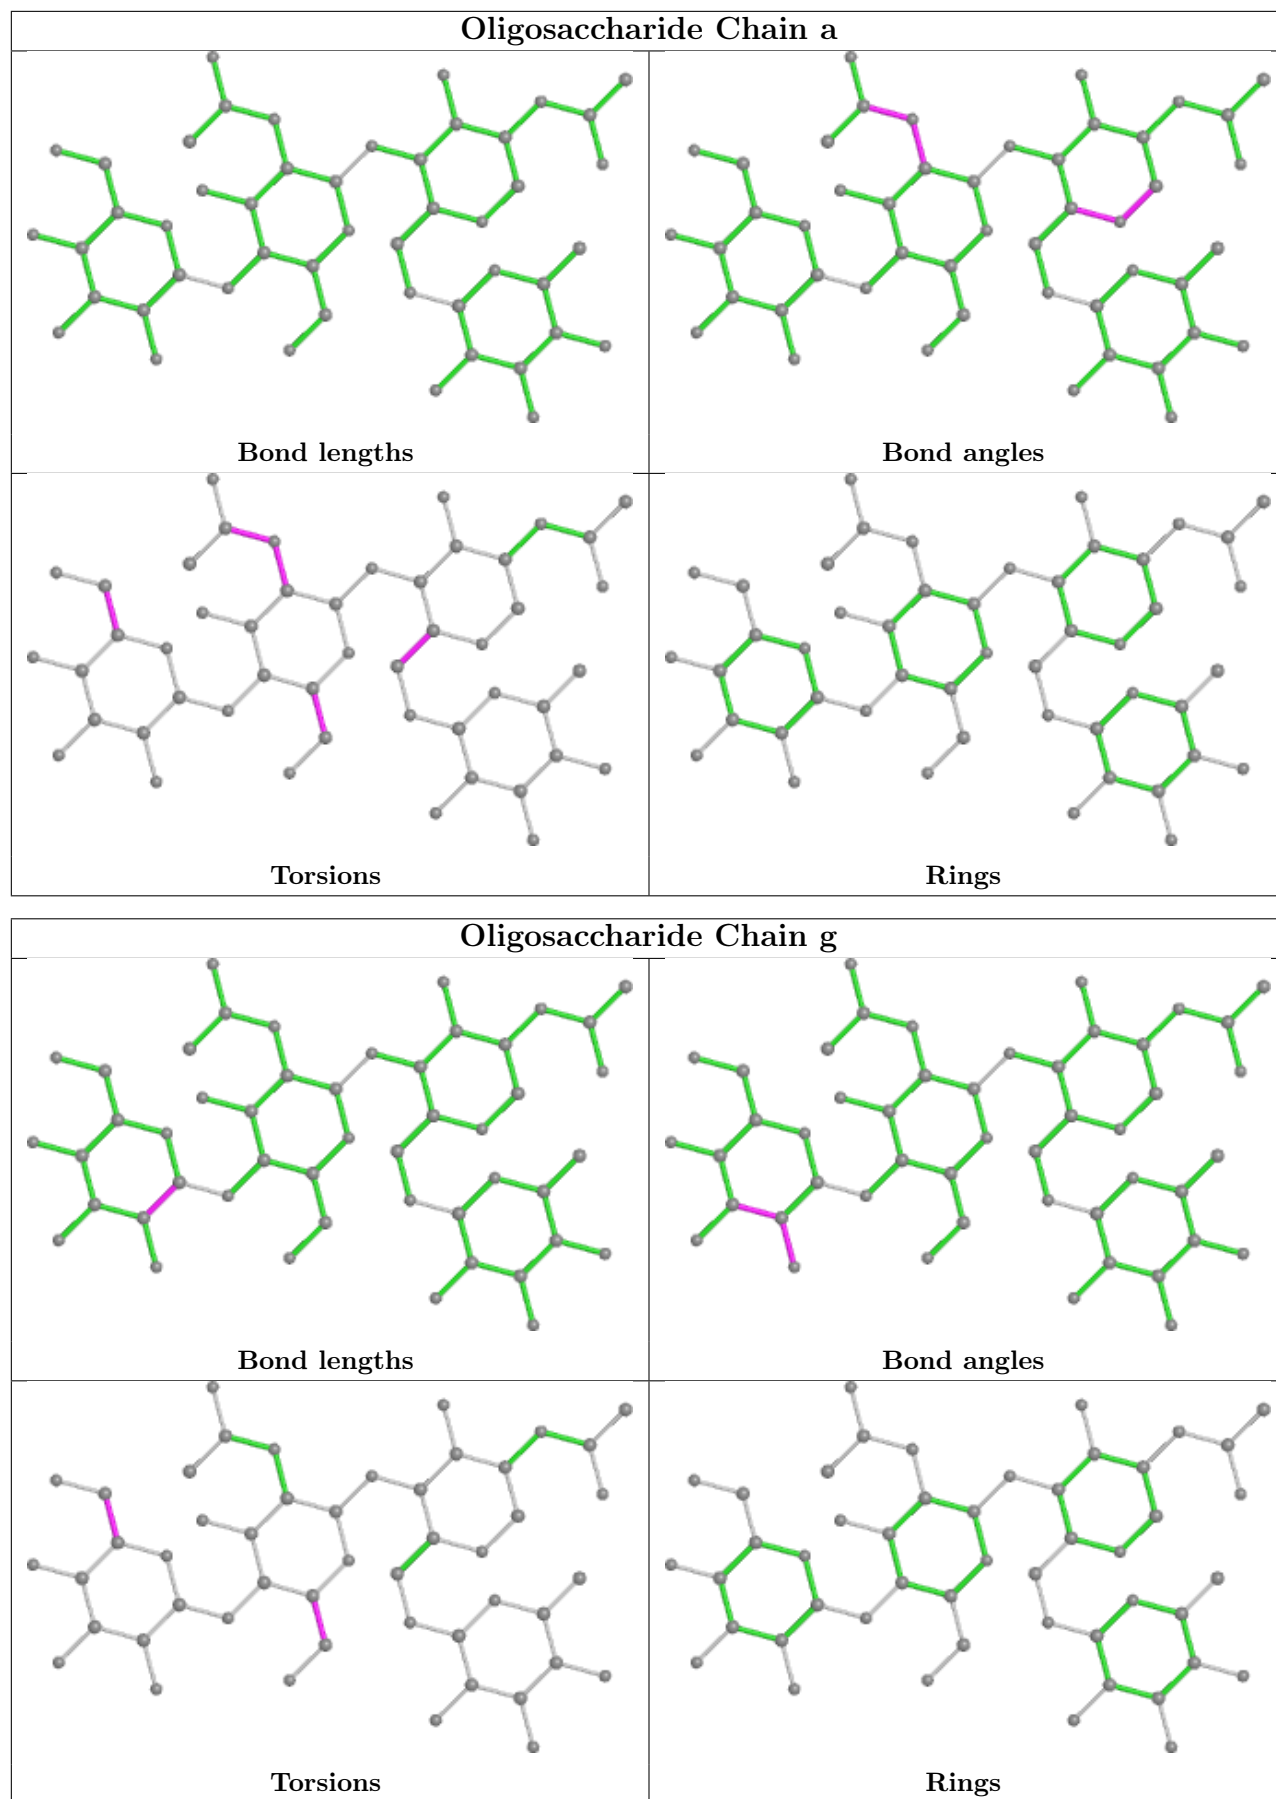 Oligosaccharide Chain a
Bond lengths
Bond angles
Torsions
Rings
Oligosaccharide Chain g
Bond lengths
Bond angles
Torsions
Rings